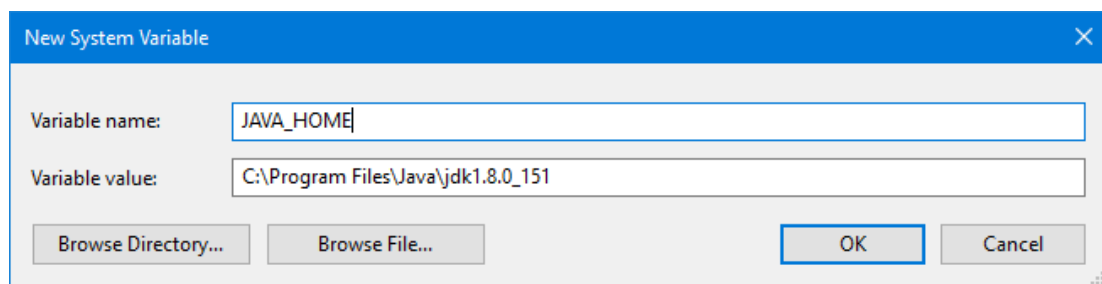 New System Variable
Variable name: JAVA_HOME
Variable value: C:\Program Files\Java\jdk1.8.0_151
Browse Directory... Browse File... OK Cancel